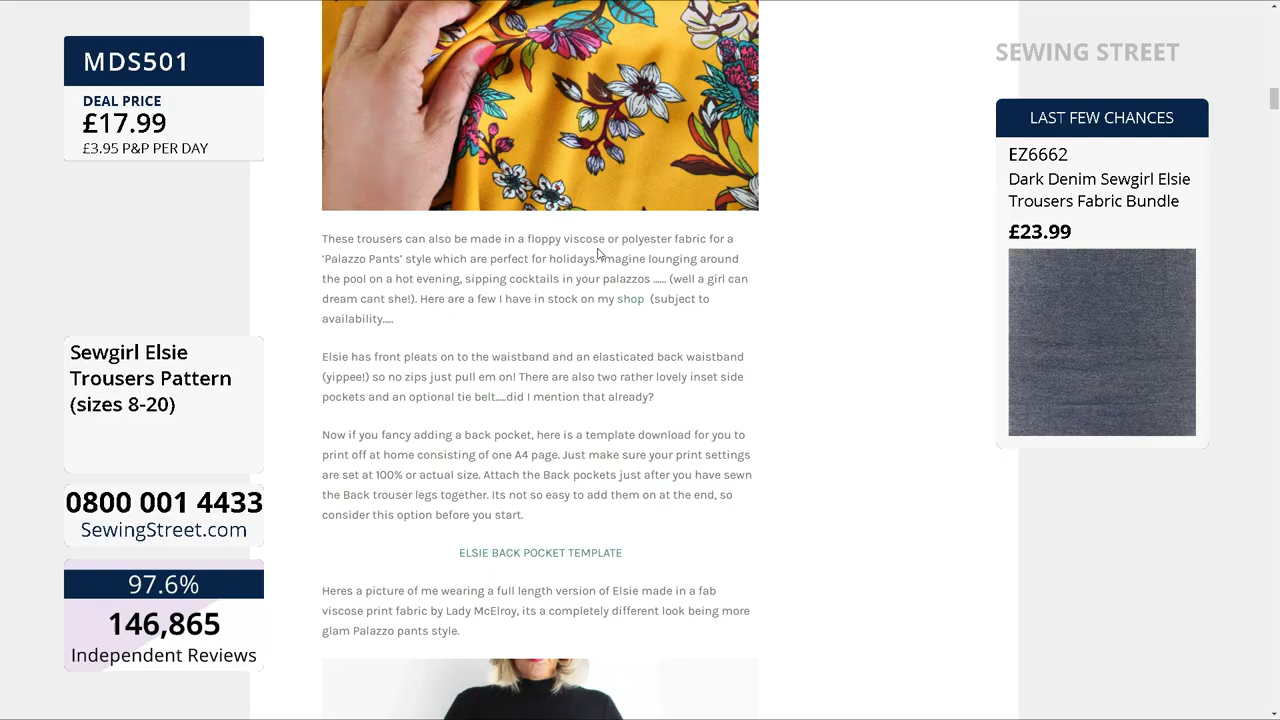 MDS501
DEAL PRICE
£17.99
£3.95 P&P PER DAY
Sewgirl Elsie
Trousers Pattern
(sizes 8-20)
0800 001 4433
SewingStreet.com
97.6%
146,865
Independent Reviews
These trousers can also be made in a floppy viscose or polyester fabric for a
'Palazzo Pants' style which are perfect for holidays. Imagine lounging around
the pool on a hot evening, sipping cocktails in your palazzos …… (well a girl can
dream cant she!). Here are a few I have in stock on my shop (subject to
availability…..
Elsie has front pleats on to the waistband and an elasticated back waistband
(yippee!) so no zips just pull em on! There are also two rather lovely inset side
pockets and an optional tie belt…..did I mention that already?
Now if you fancy adding a back pocket, here is a template download for you to
print off at home consisting of one A4 page. Just make sure your print settings
are set at 100% or actual size. Attach the Back pockets just after you have sewn
the Back trouser legs together. Its not so easy to add them on at the end, so
consider this option before you start.
ELSIE BACK POCKET TEMPLATE
Heres a picture of me wearing a full length version of Elsie made in a fab
viscose print fabric by Lady McElroy, its a completely different look being more
glam Palazzo pants style.
SEWING STREET
LAST FEW CHANCES
EZ6662
Dark Denim Sewgirl Elsie
Trousers Fabric Bundle
£23.99